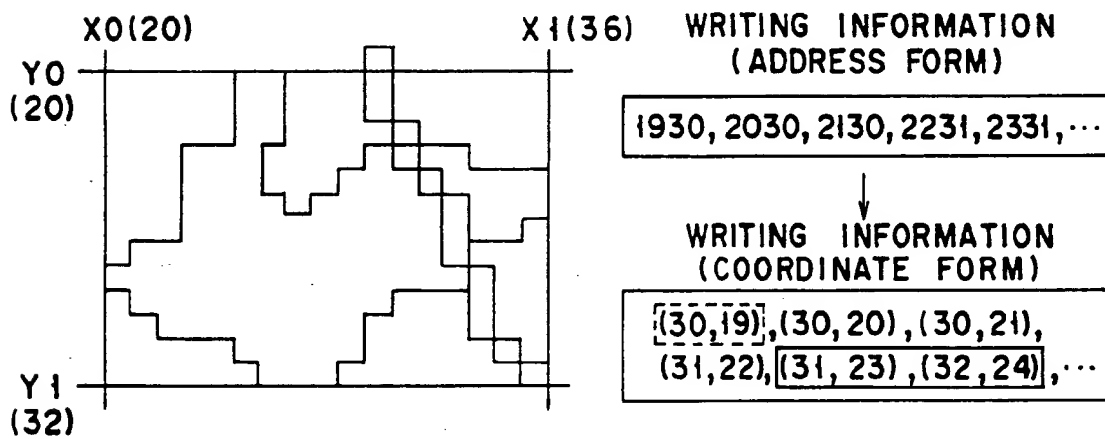 X0(20)
X1(36)
Y0
(20)
Y1
(32)
WRITING INFORMATION
(ADDRESS FORM)
1930, 2030, 2130, 2231, 2331, ...
WRITING INFORMATION
(COORDINATE FORM)
(30,19), (30,20), (30,21),
(31,22), (31,23), (32,24), ...